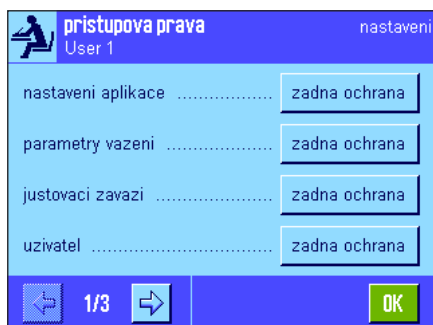 pristupova prava nastaveni
User 1
nastaveni aplikace .................. zadna ochrana
parametry vazeni .................... zadna ochrana
justovaci zavazi ...................... zadna ochrana
uzivatel .................................. zadna ochrana
1/3 OK